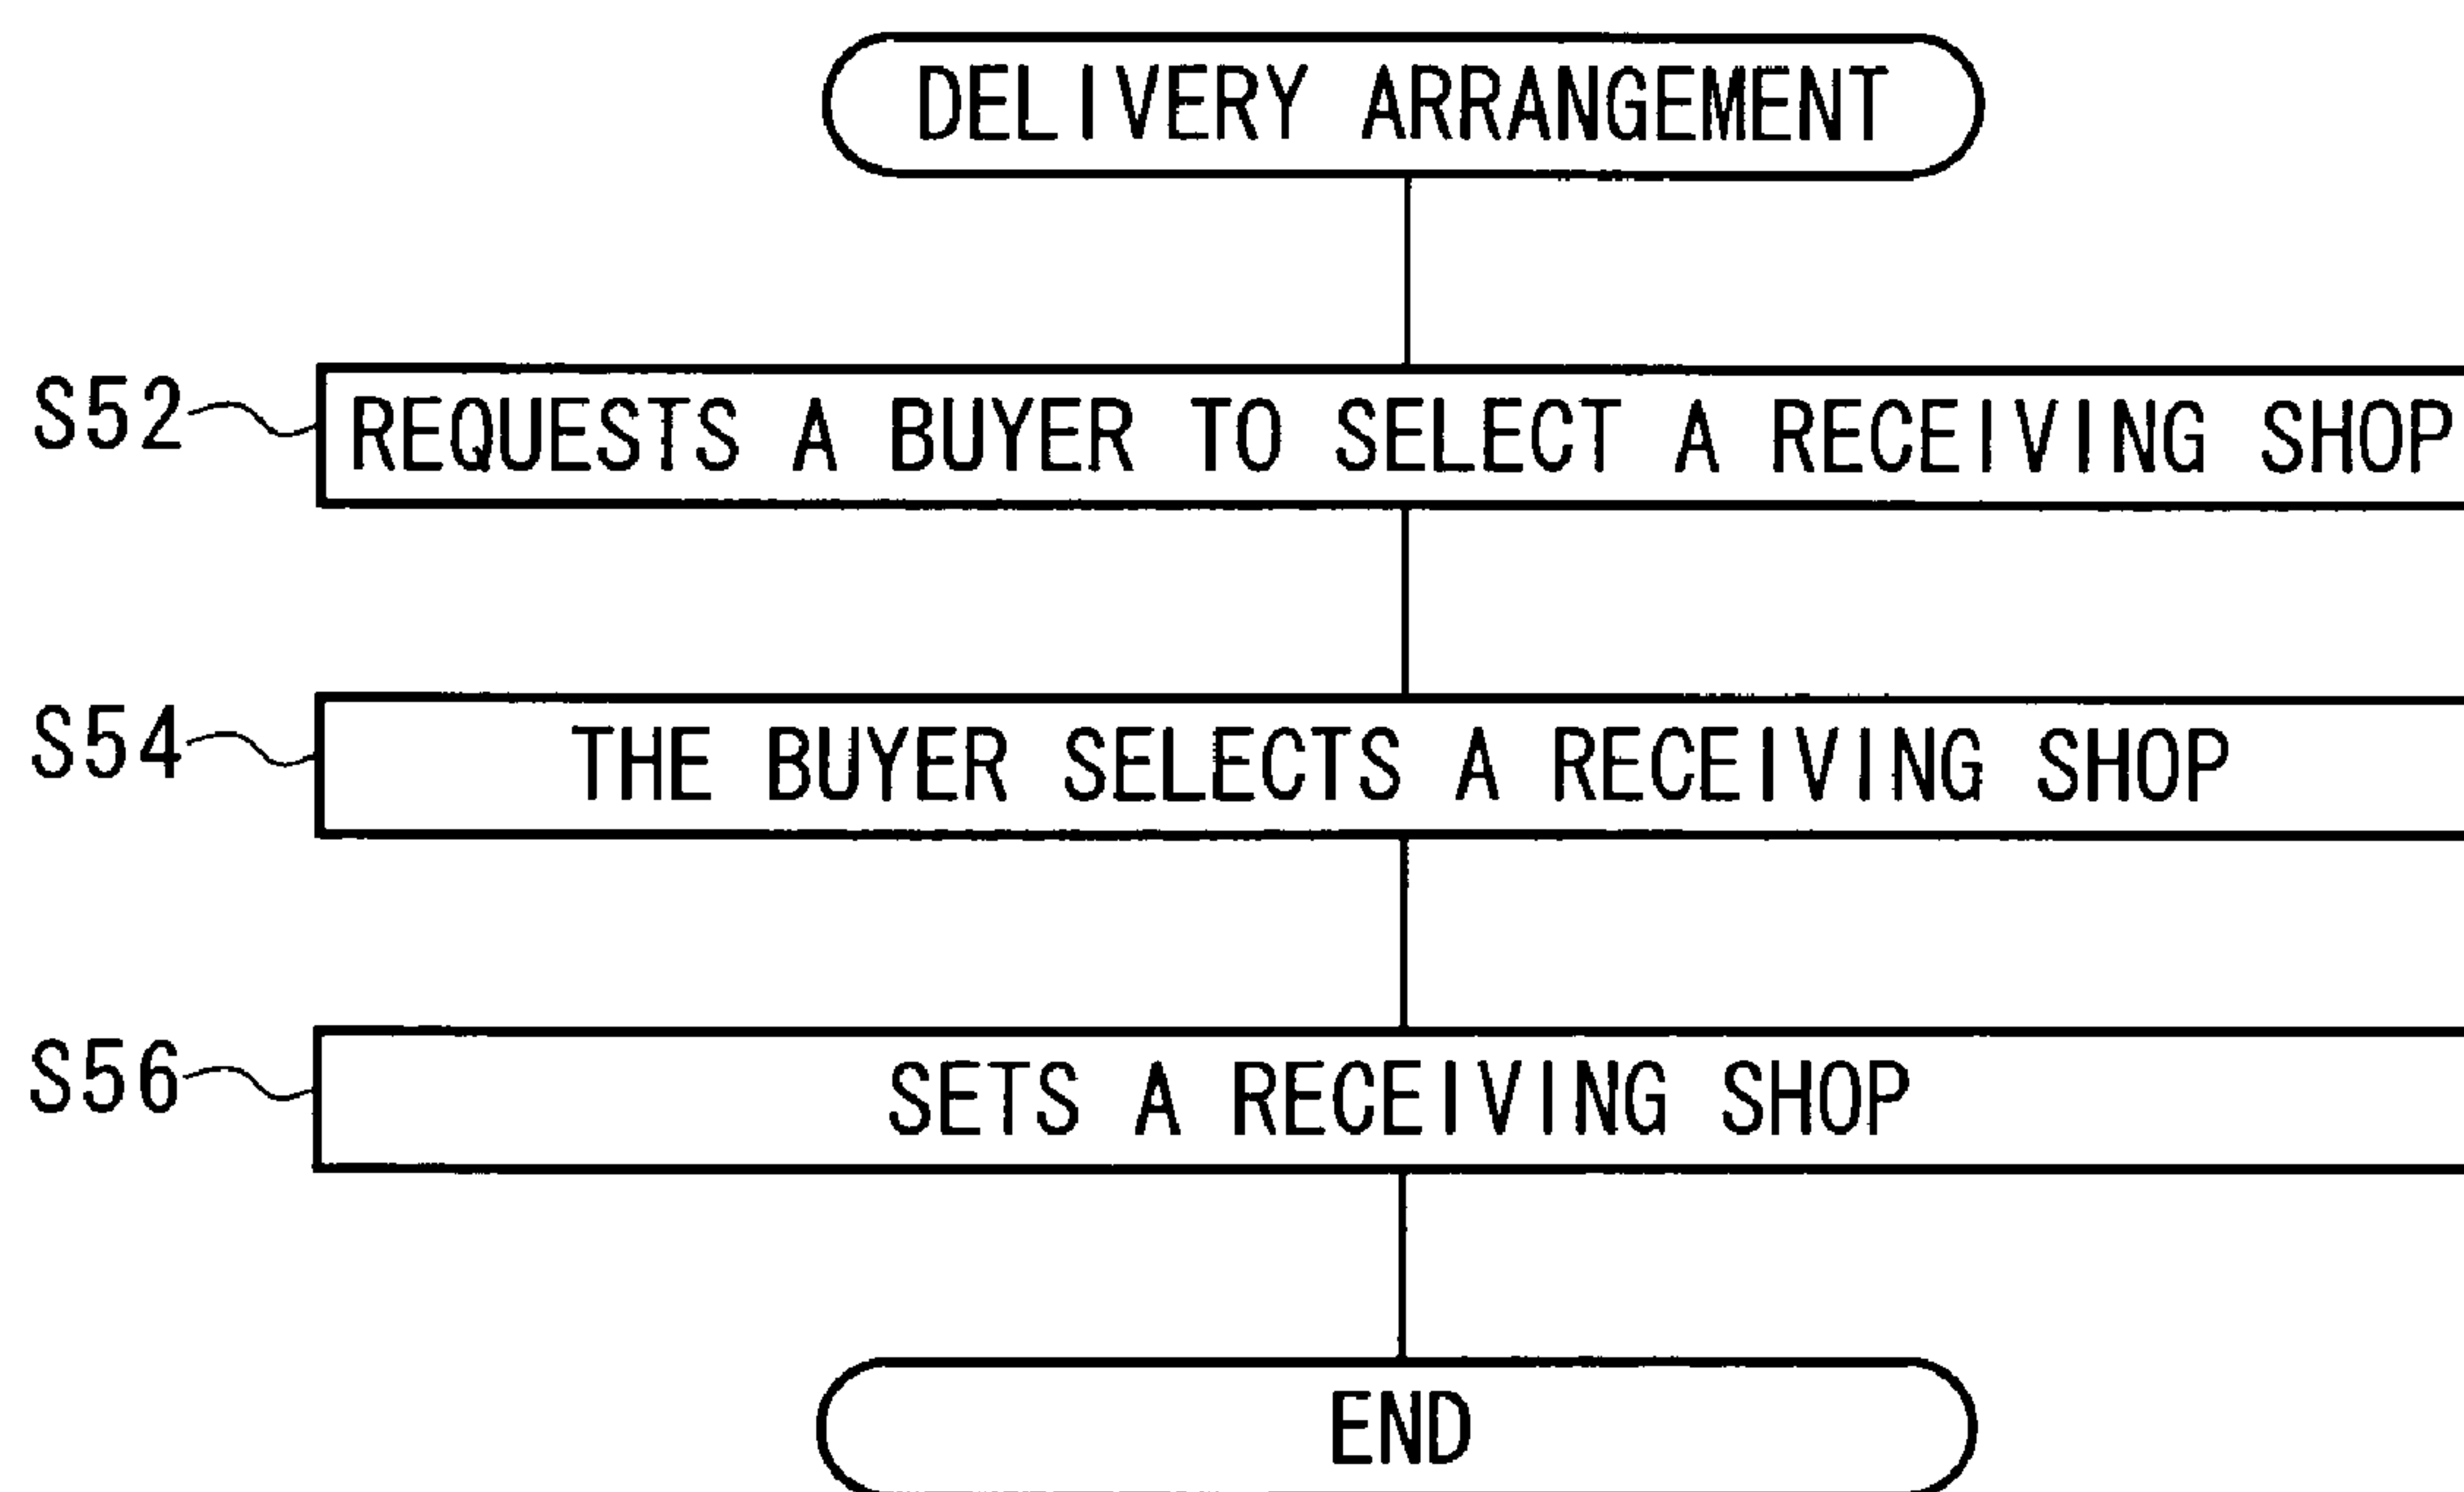 DELIVERY ARRANGEMENT
S52 REQUESTS A BUYER TO SELECT A RECEIVING SHOP
S54 THE BUYER SELECTS A RECEIVING SHOP
S56 SETS A RECEIVING SHOP
END